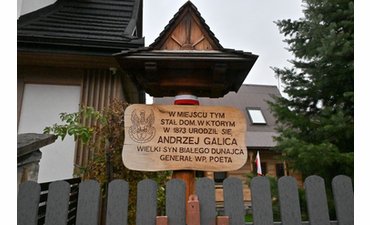 W MIEJSCU TYM
STAŁ DOM, W KTÓRYM
W 1873 URODZIŁ SIĘ
ANDRZEJ GALICA
WIELKI SYN BIAŁEGO DUNAJCA
GENERAŁ WP, POETA